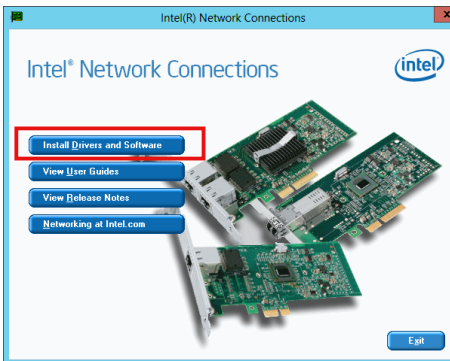 Intel(R) Network Connections
x
Intel® Network Connections
intel
Install Drivers and Software
View User Guides
View Release Notes
Networking at Intel.com
Exit